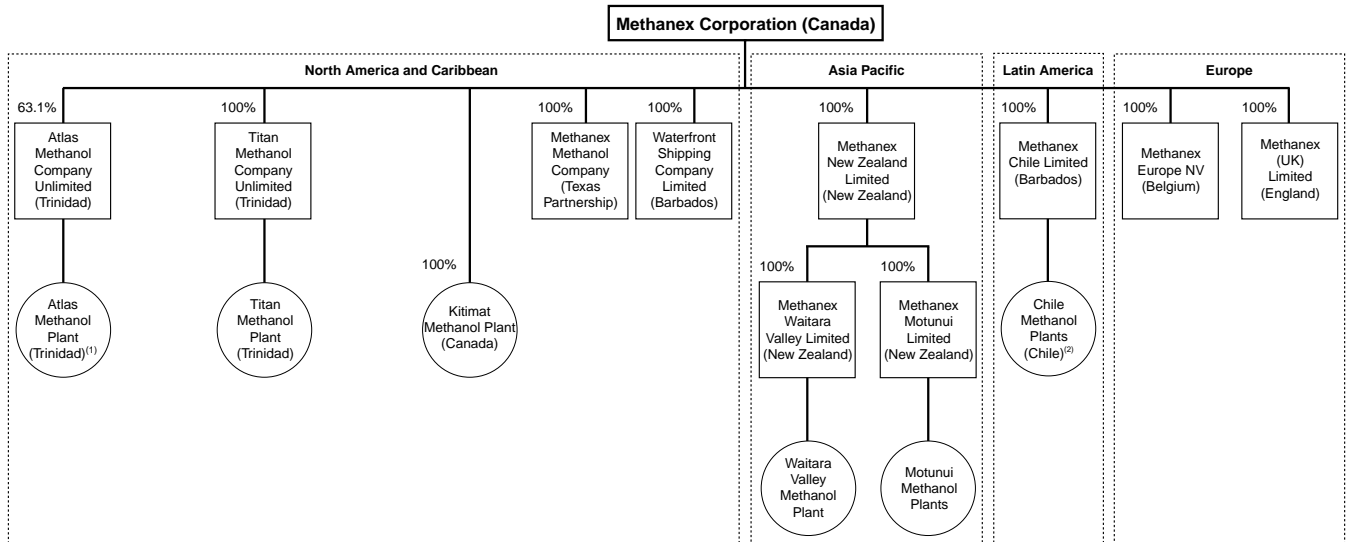 Methanex Corporation (Canada)
North America and Caribbean
63.1%
Atlas
Methanol
Company
Unlimited
(Trinidad)
Atlas
Methanol
Plant
(Trinidad)(1)
100%
Titan
Methanol
Company
Unlimited
(Trinidad)
Titan
Methanol
Plant
(Trinidad)
100%
Kitimat
Methanol Plant
(Canada)
100%
Methanex
Methanol
Company
(Texas
Partnership)
100%
Waterfront
Shipping
Company
Limited
(Barbados)
Asia Pacific
100%
Methanex
New Zealand
Limited
(New Zealand)
100%
Methanex
Waitara
Valley Limited
(New Zealand)
Waitara
Valley
Methanol
Plant
100%
Methanex
Motunui
Limited
(New Zealand)
Motunui
Methanol
Plants
Latin America
100%
Methanex
Chile Limited
(Barbados)
Chile
Methanol
Plants
(Chile)(2)
Europe
100%
Methanex
Europe NV
(Belgium)
100%
Methanex
(UK)
Limited
(England)